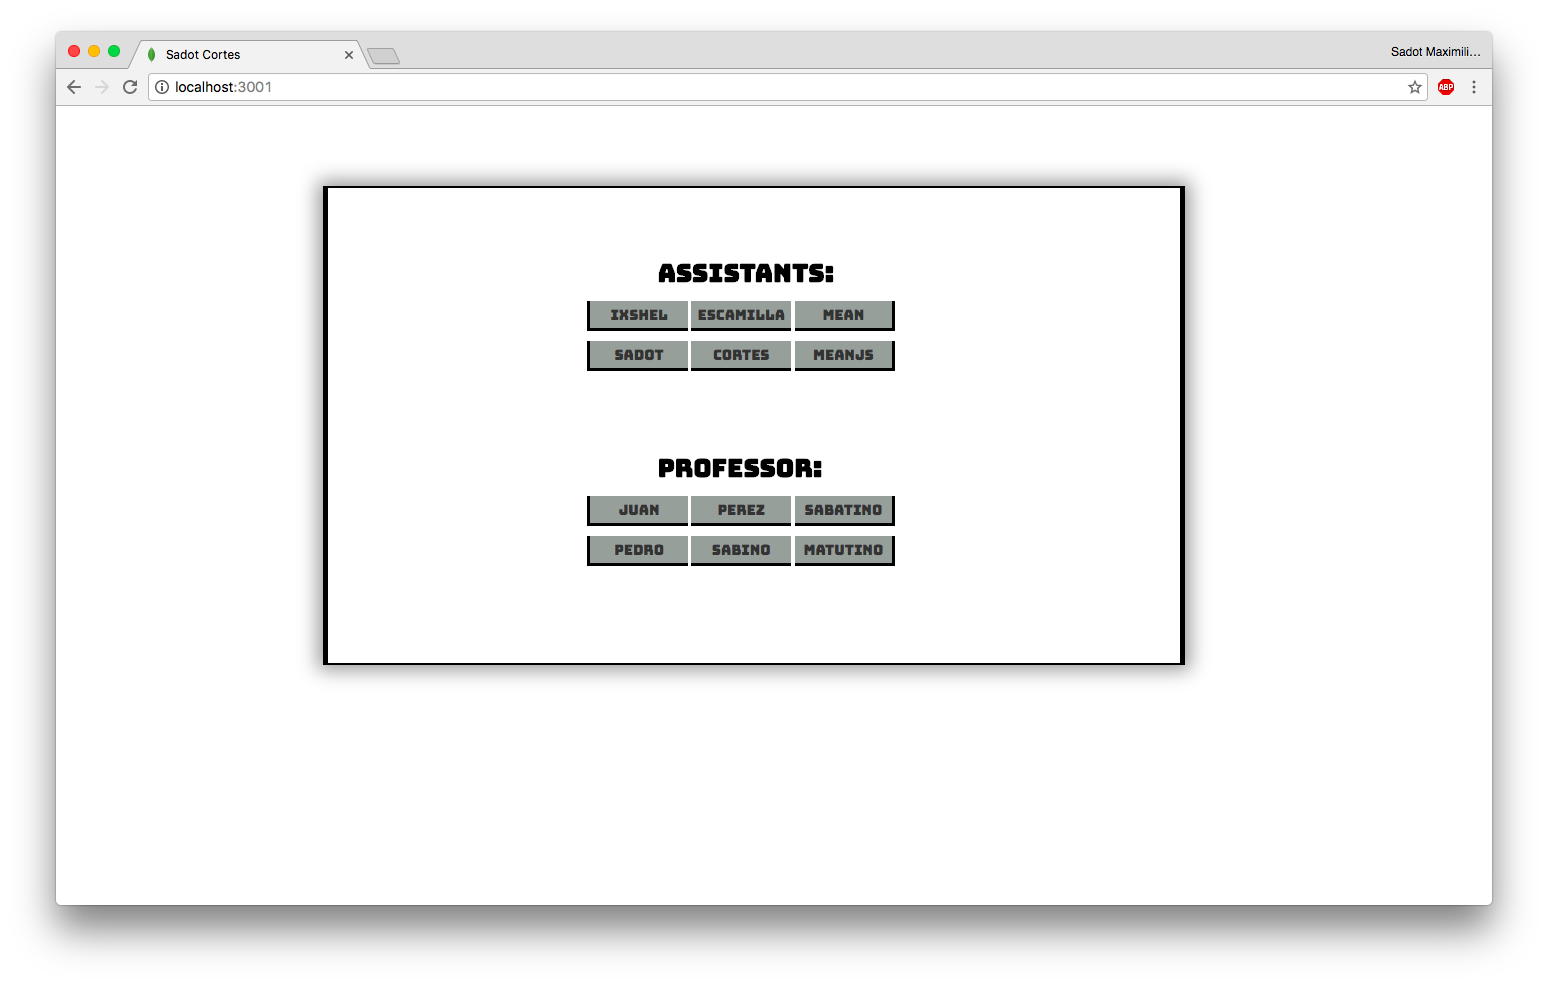 Sadot Cortes
Sadot Maximili...
localhost:3001
ABP
ASSISTANTS:
IXSHEL ESCAMILLA MEAN
SADOT CORTES MEANJS
PROFESSOR:
JUAN PEREZ SABATINO
PEDRO SABINO MATUTINO